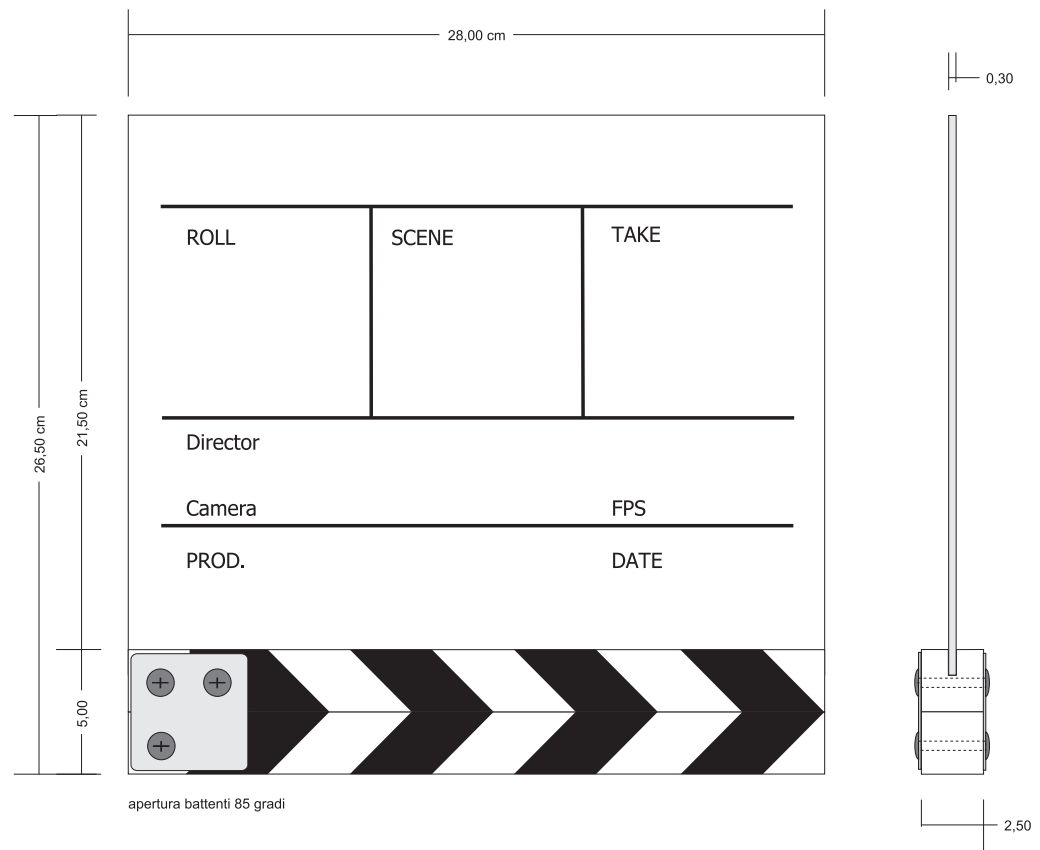 28,00 cm
0,30
ROLL
SCENE
TAKE
26,50 cm
21,50 cm
Director
Camera
FPS
PROD.
DATE
5,00
apertura battenti 85 gradi
2,50